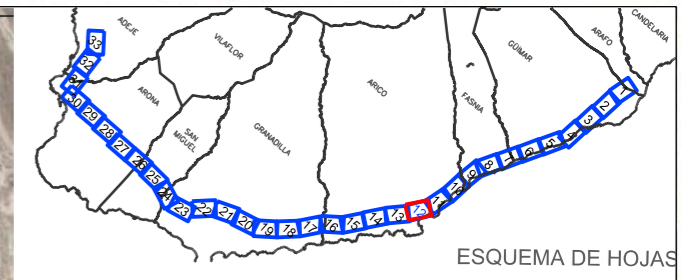 ADEJE
VILAFLOR
ARONA
SAN
MIGUEL
GRANADILLA
ARICO
FASNIA
GÜIMAR
ARAFO
CANDELARIA
1
2
3
4
5
6
7
8
9
10
11
12
13
14
15
16
17
18
19
20
21
22
23
24
25
26
27
28
29
30
31
32
33
ESQUEMA DE HOJAS